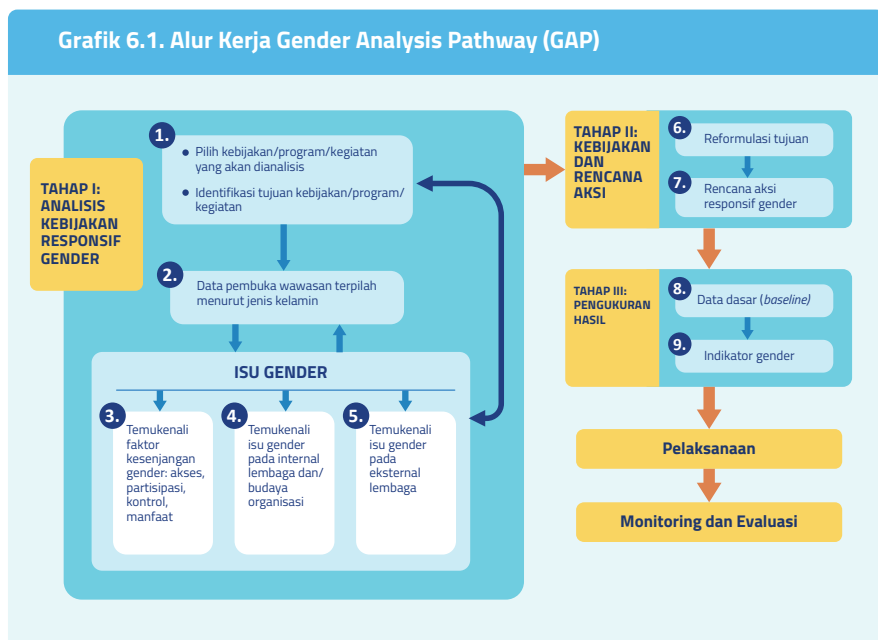 Grafik 6.1. Alur Kerja Gender Analysis Pathway (GAP)
TAHAP I:
ANALISIS
KEBIJAKAN
RESPONSIF
GENDER
1.
● Pilih kebijakan/program/kegiatan
yang akan dianalisis
● Identifikasi tujuan kebijakan/program/
kegiatan
2.
Data pembuka wawasan terpilah
menurut jenis kelamin
ISU GENDER
3.
Temukenali
faktor
kesenjangan
gender: akses,
partisipasi,
kontrol,
manfaat
4.
Temukenali
isu gender
pada internal
lembaga dan/
budaya
organisasi
5.
Temukenali
isu gender
pada
eksternal
lembaga
TAHAP II:
KEBIJAKAN
DAN
RENCANA
AKSI
6.
Reformulasi tujuan
7.
Rencana aksi
responsif gender
TAHAP III:
PENGUKURAN
HASIL
8.
Data dasar (baseline)
9.
Indikator gender
Pelaksanaan
Monitoring dan Evaluasi